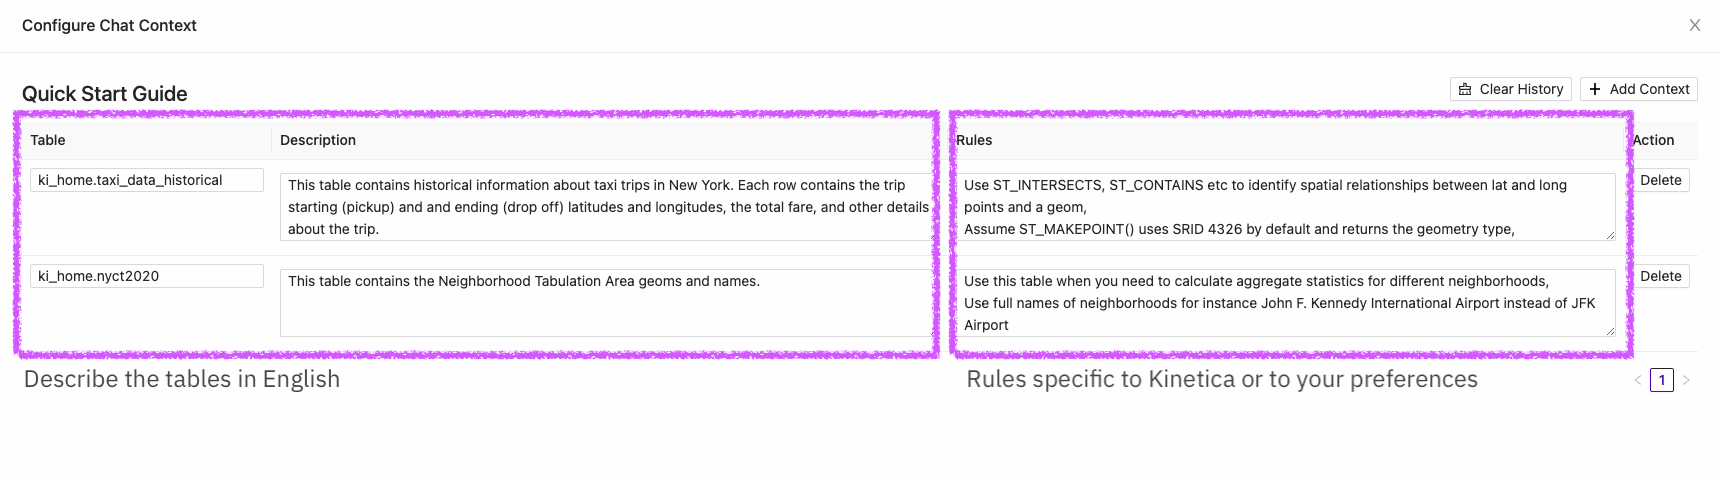 Configure Chat Context
Quick Start Guide
Clear History
Add Context
Table
Description
Rules
Action
ki_home.taxi_data_historical
This table contains historical information about taxi trips in New York. Each row contains the trip
starting (pickup) and and ending (drop off) latitudes and longitudes, the total fare, and other details
about the trip.
Use ST_INTERSECTS, ST_CONTAINS etc to identify spatial relationships between lat and long
points and a geom,
Assume ST_MAKEPOINT() uses SRID 4326 by default and returns the geometry type,
Delete
ki_home.nyct2020
This table contains the Neighborhood Tabulation Area geoms and names.
Use this table when you need to calculate aggregate statistics for different neighborhoods,
Use full names of neighborhoods for instance John F. Kennedy International Airport instead of JFK
Airport
Delete
Describe the tables in English
Rules specific to Kinetica or to your preferences
1